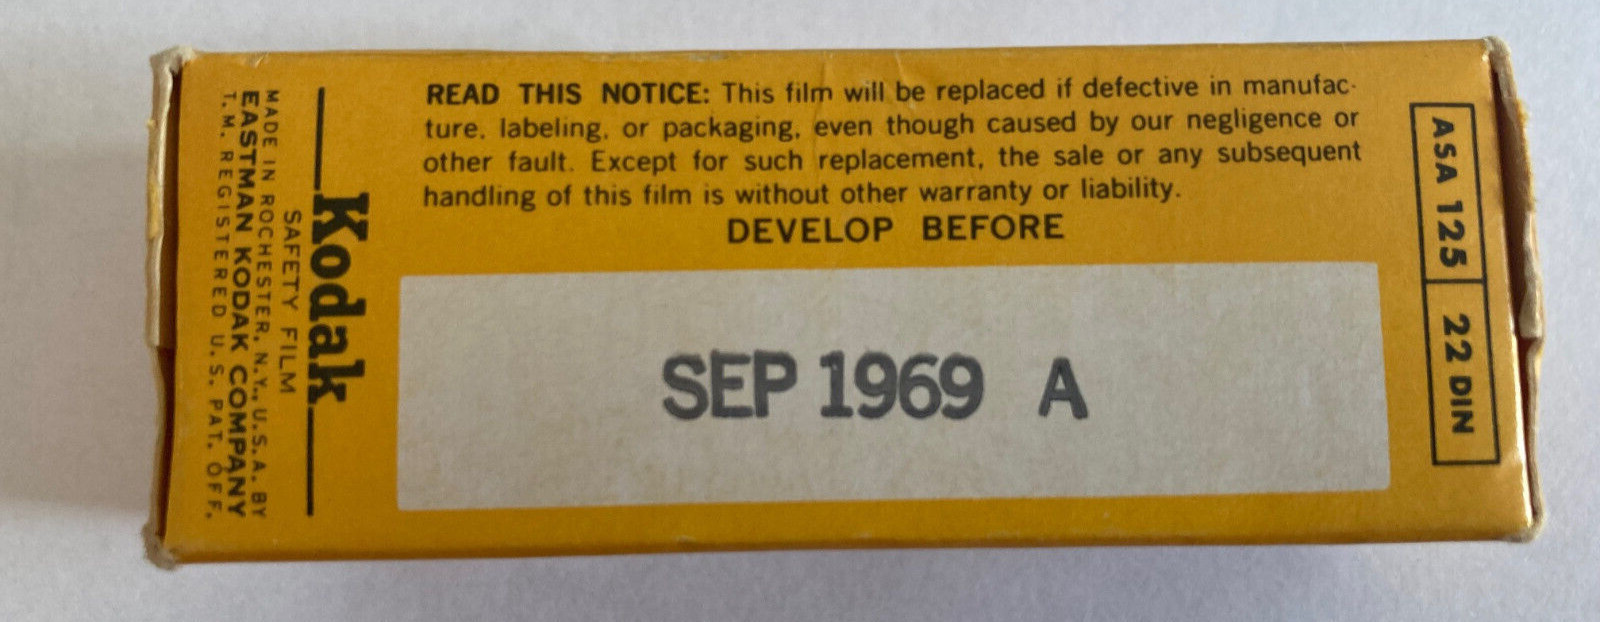 READ THIS NOTICE: This film will be replaced if defective in manufac-
ture, labeling, or packaging, even though caused by our negligence or
other fault. Except for such replacement, the sale or any subsequent
handling of this film is without other warranty or liability.
DEVELOP BEFORE
SEP 1969 A
Kodak
SAFETY FILM
MADE IN ROCHESTER, N.Y., U.S.A. BY
EASTMAN KODAK COMPANY
T.M. REGISTERED U.S. PAT. OFF.
ASA 125 22 DIN